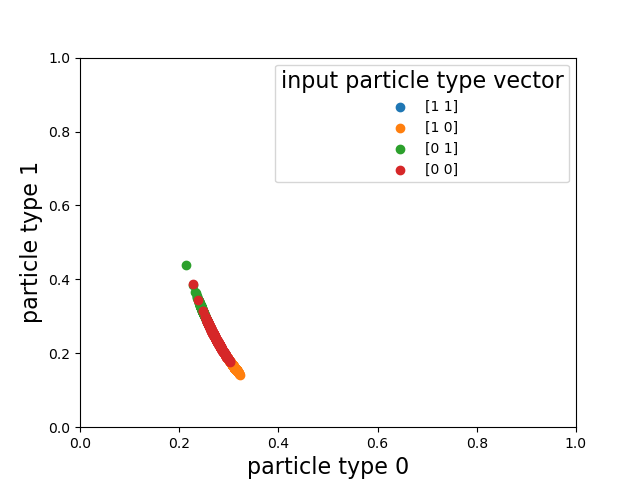 input particle type vector
[1 1]
[1 0]
[0 1]
[0 0]
particle type 1
1.0
0.8
0.6
0.4
0.2
0.0
0.0 0.2 0.4 0.6 0.8 1.0
particle type 0